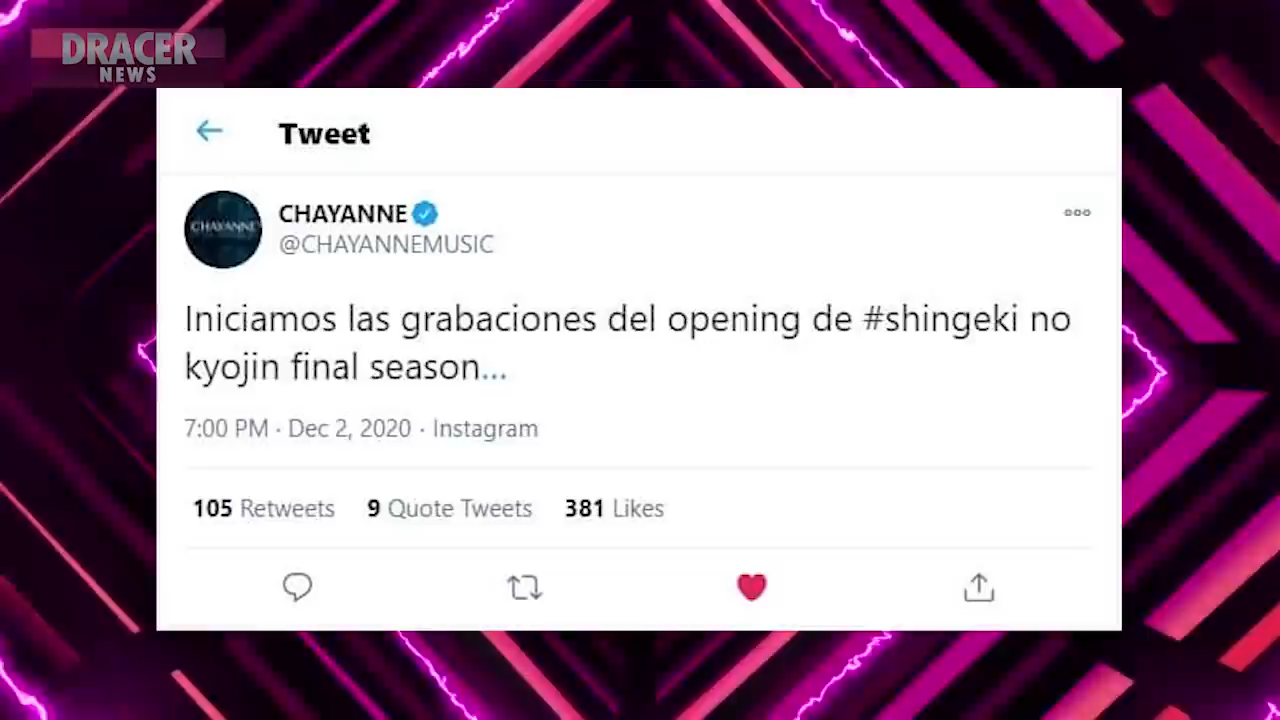 DRACER
NEWS
Tweet
CHAYANNE
CHAYANNE
@CHAYANNEMUSIC
Iniciamos las grabaciones del opening de #shingeki no
kyojin final season...
7:00 PM · Dec 2, 2020 · Instagram
105 Retweets 9 Quote Tweets 381 Likes